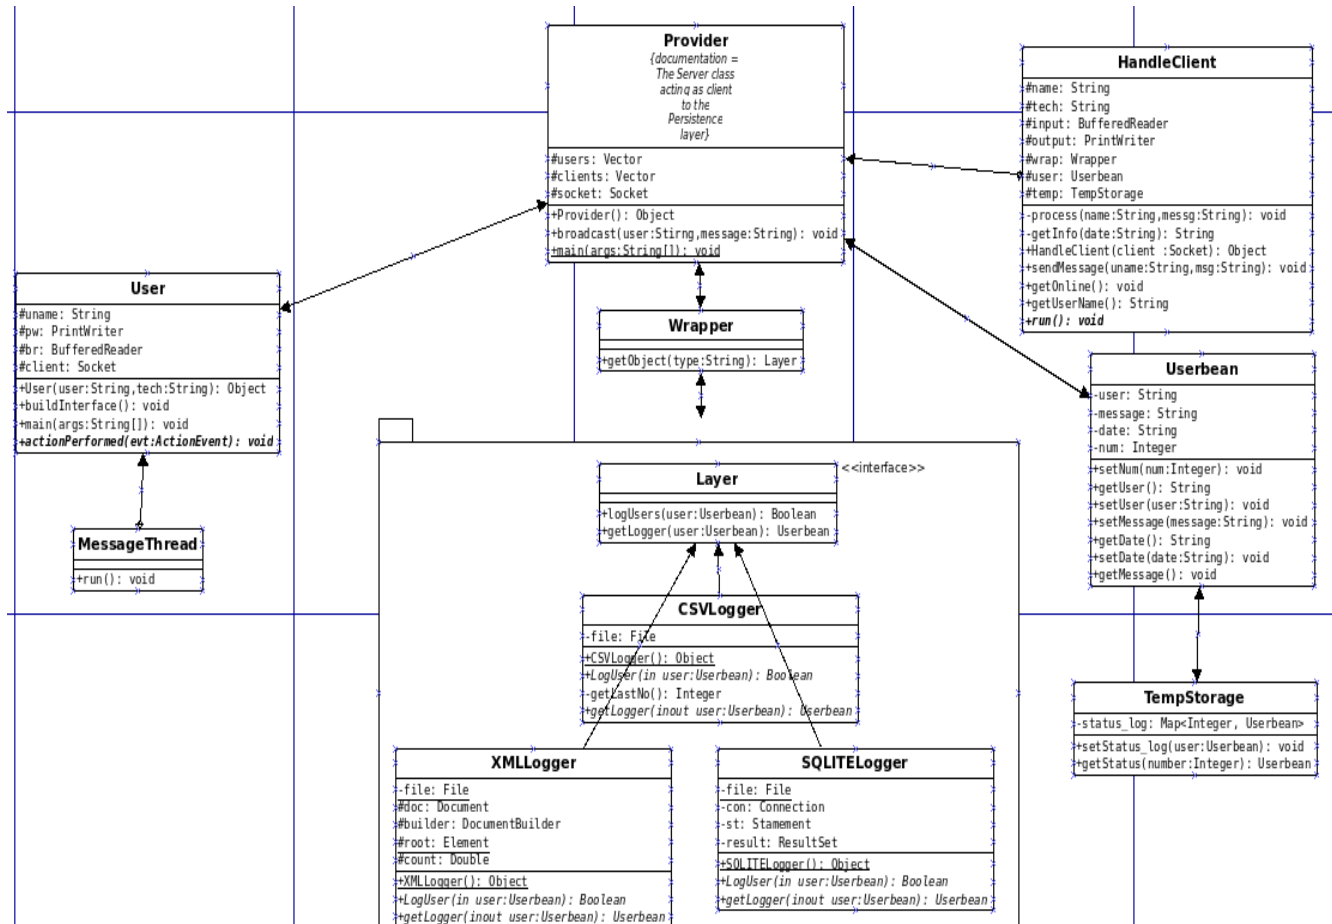 Provider
{documentation =
The Server class
acting as client
to the
Persistence
layer}
#users: Vector
#clients: Vector
#socket: Socket
+Provider(): Object
+broadcast(user:Stirng,message:String): void
+main(args:String[]): void
HandleClient
#name: String
#tech: String
#input: BufferedReader
#output: PrintWriter
#wrap: Wrapper
#user: Userbean
#temp: TempStorage
-process(name:String,messg:String): void
-getInfo(date:String): String
+HandleClient(client :Socket): Object
+sendMessage(uname:String,msg:String): void
+getOnline(): void
+getUserName(): String
+run(): void
User
#uname: String
#pw: PrintWriter
#br: BufferedReader
#client: Socket
+User(user:String,tech:String): Object
+buildInterface(): void
+main(args:String[]): void
+actionPerformed(evt:ActionEvent): void
Wrapper
+getObject(type:String): Layer
Userbean
-user: String
-message: String
-date: String
-num: Integer
+setNum(num:Integer): void
+getUser(): String
+setUser(user:String): void
+setMessage(message:String): void
+getDate(): String
+setDate(date:String): void
+getMessage(): void
MessageThread
+run(): void
<<interface>>
Layer
+logUsers(user:Userbean): Boolean
+getLogger(user:Userbean): Userbean
CSVLogger
-file: File
+CSVLogger(): Object
+LogUser(in user:Userbean): Boolean
-getLastNo(): Integer
+getLogger(inout user:Userbean): Userbean
TempStorage
-status_log: Map<Integer, Userbean>
+setStatus_log(user:Userbean): void
+getStatus(number:Integer): Userbean
XMLLogger
-file: File
#doc: Document
#builder: DocumentBuilder
#root: Element
#count: Double
+XMLLogger(): Object
+LogUser(in user:Userbean): Boolean
+getLogger(inout user:Userbean): Userbean
SQLITELogger
-file: File
-con: Connection
-st: Stamement
-result: ResultSet
+SQLITELogger(): Object
+LogUser(in user:Userbean): Boolean
+getLogger(inout user:Userbean): Userbean